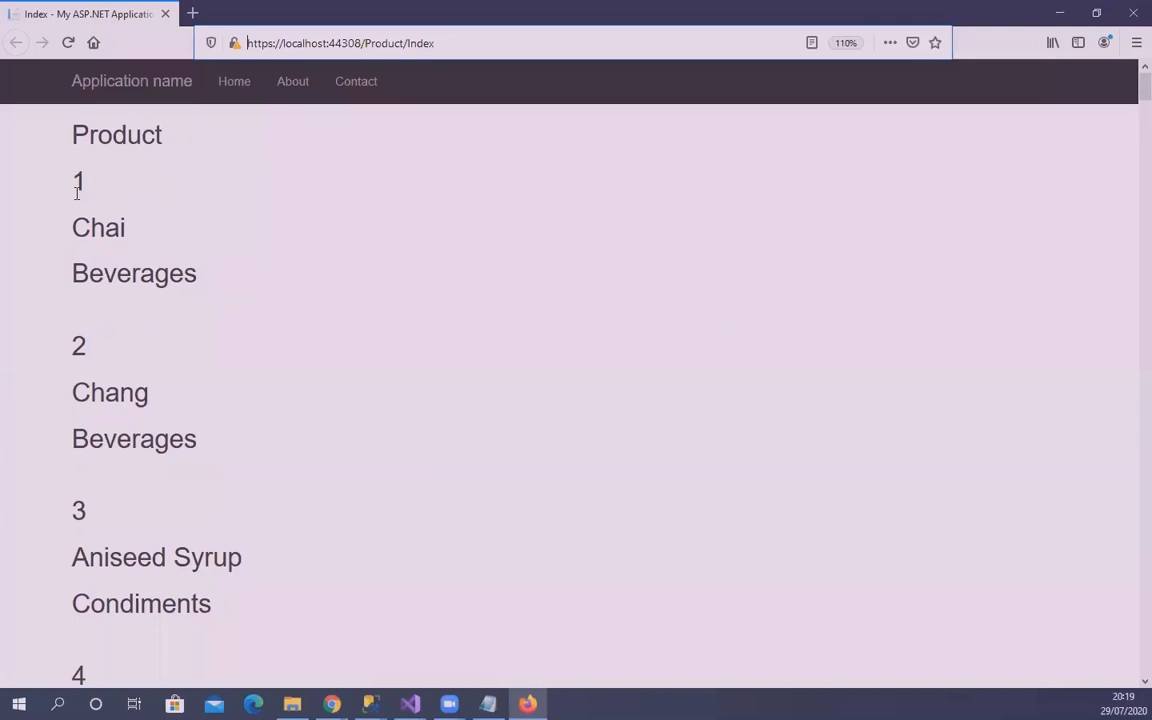 Index - My ASP.NET Applicatio
https://localhost:44308/Product/Index
110%
Application name Home About Contact
Product
1
Chai
Beverages
2
Chang
Beverages
3
Aniseed Syrup
Condiments
4
20:19
29/07/2020